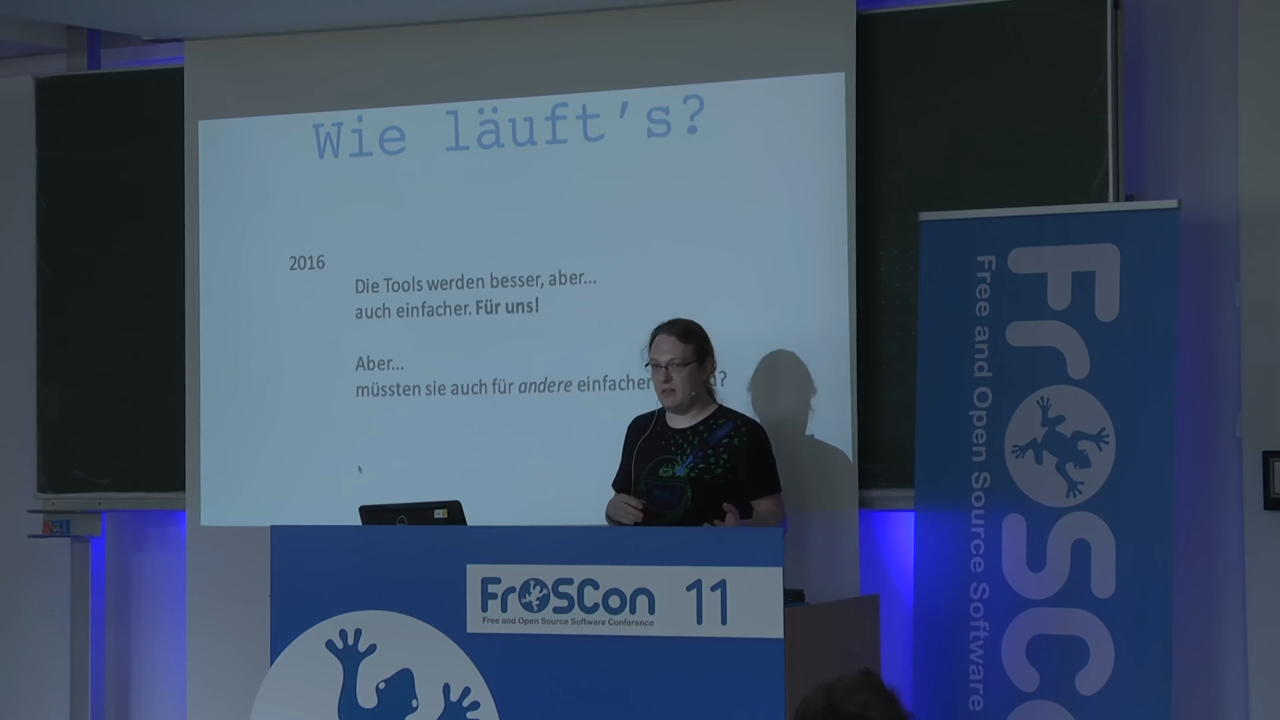 Wie läuft's?
2016
Die Tools werden besser, aber...
auch einfacher. Für uns!
Aber...
müssten sie auch für andere einfacher ?
FrOSCon 11
Free and Open Source Software Conference
FrOSCo
Free and Open Source Software